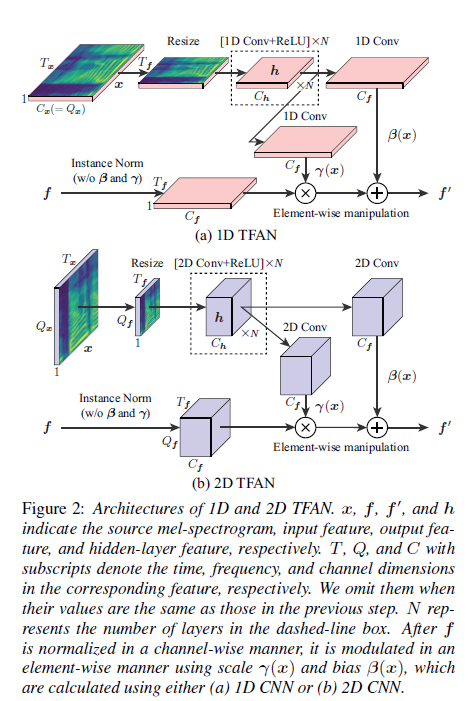 Resize [1D Conv+ReLU]×N 1D Conv
Tₓ T_f h
x ×N
1 C_h C_f
Cₓ(= Qₓ) 1D Conv
β(x)
Instance Norm
(w/o β and γ) T_f C_f γ(x)
f 1 × + f′
C_f Element-wise manipulation
(a) 1D TFAN
Tₓ Resize [2D Conv+ReLU]×N 2D Conv
T_f
Qₓ Q_f h 2D Conv
x 1 C_h ×N C_f
1
β(x)
Instance Norm C_f γ(x)
(w/o β and γ) T_f
f × + f′
Q_f Element-wise manipulation
C_f
(b) 2D TFAN
Figure 2: Architectures of 1D and 2D TFAN. x, f, f′, and h
indicate the source mel-spectrogram, input feature, output fea-
ture, and hidden-layer feature, respectively. T, Q, and C with
subscripts denote the time, frequency, and channel dimensions
in the corresponding feature, respectively. We omit them when
their values are the same as those in the previous step. N rep-
resents the number of layers in the dashed-line box. After f
is normalized in a channel-wise manner, it is modulated in an
element-wise manner using scale γ(x) and bias β(x), which
are calculated using either (a) 1D CNN or (b) 2D CNN.